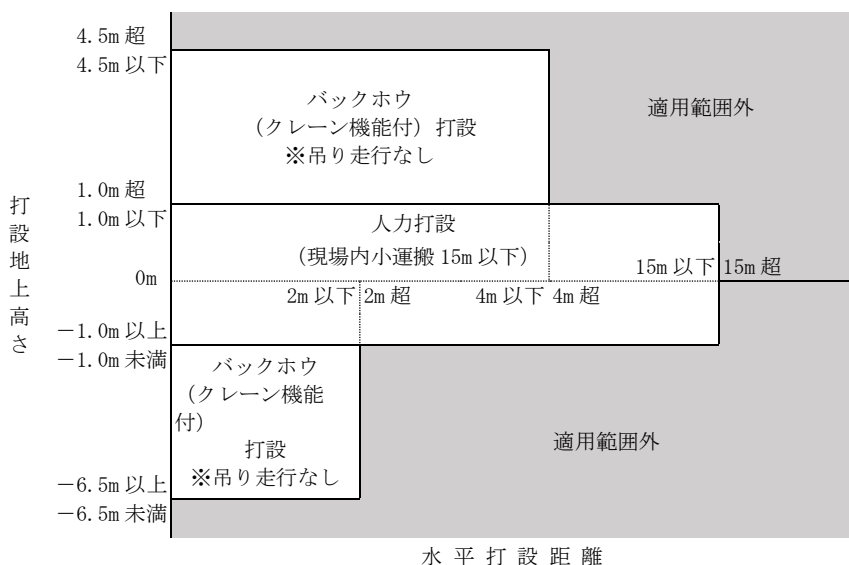 4.5m 超
4.5m 以下
バックホウ
（クレーン機能付）打設
※吊り走行なし
適用範囲外
打設地上高さ
1.0m 超
1.0m 以下
人力打設
（現場内小運搬 15m 以下）
0m
15m 以下 15m 超
2m 以下 2m 超 4m 以下 4m 超
－1.0m 以上
－1.0m 未満
バックホウ
（クレーン機能
付）
打設
※吊り走行なし
適用範囲外
－6.5m 以上
－6.5m 未満
水 平 打 設 距 離